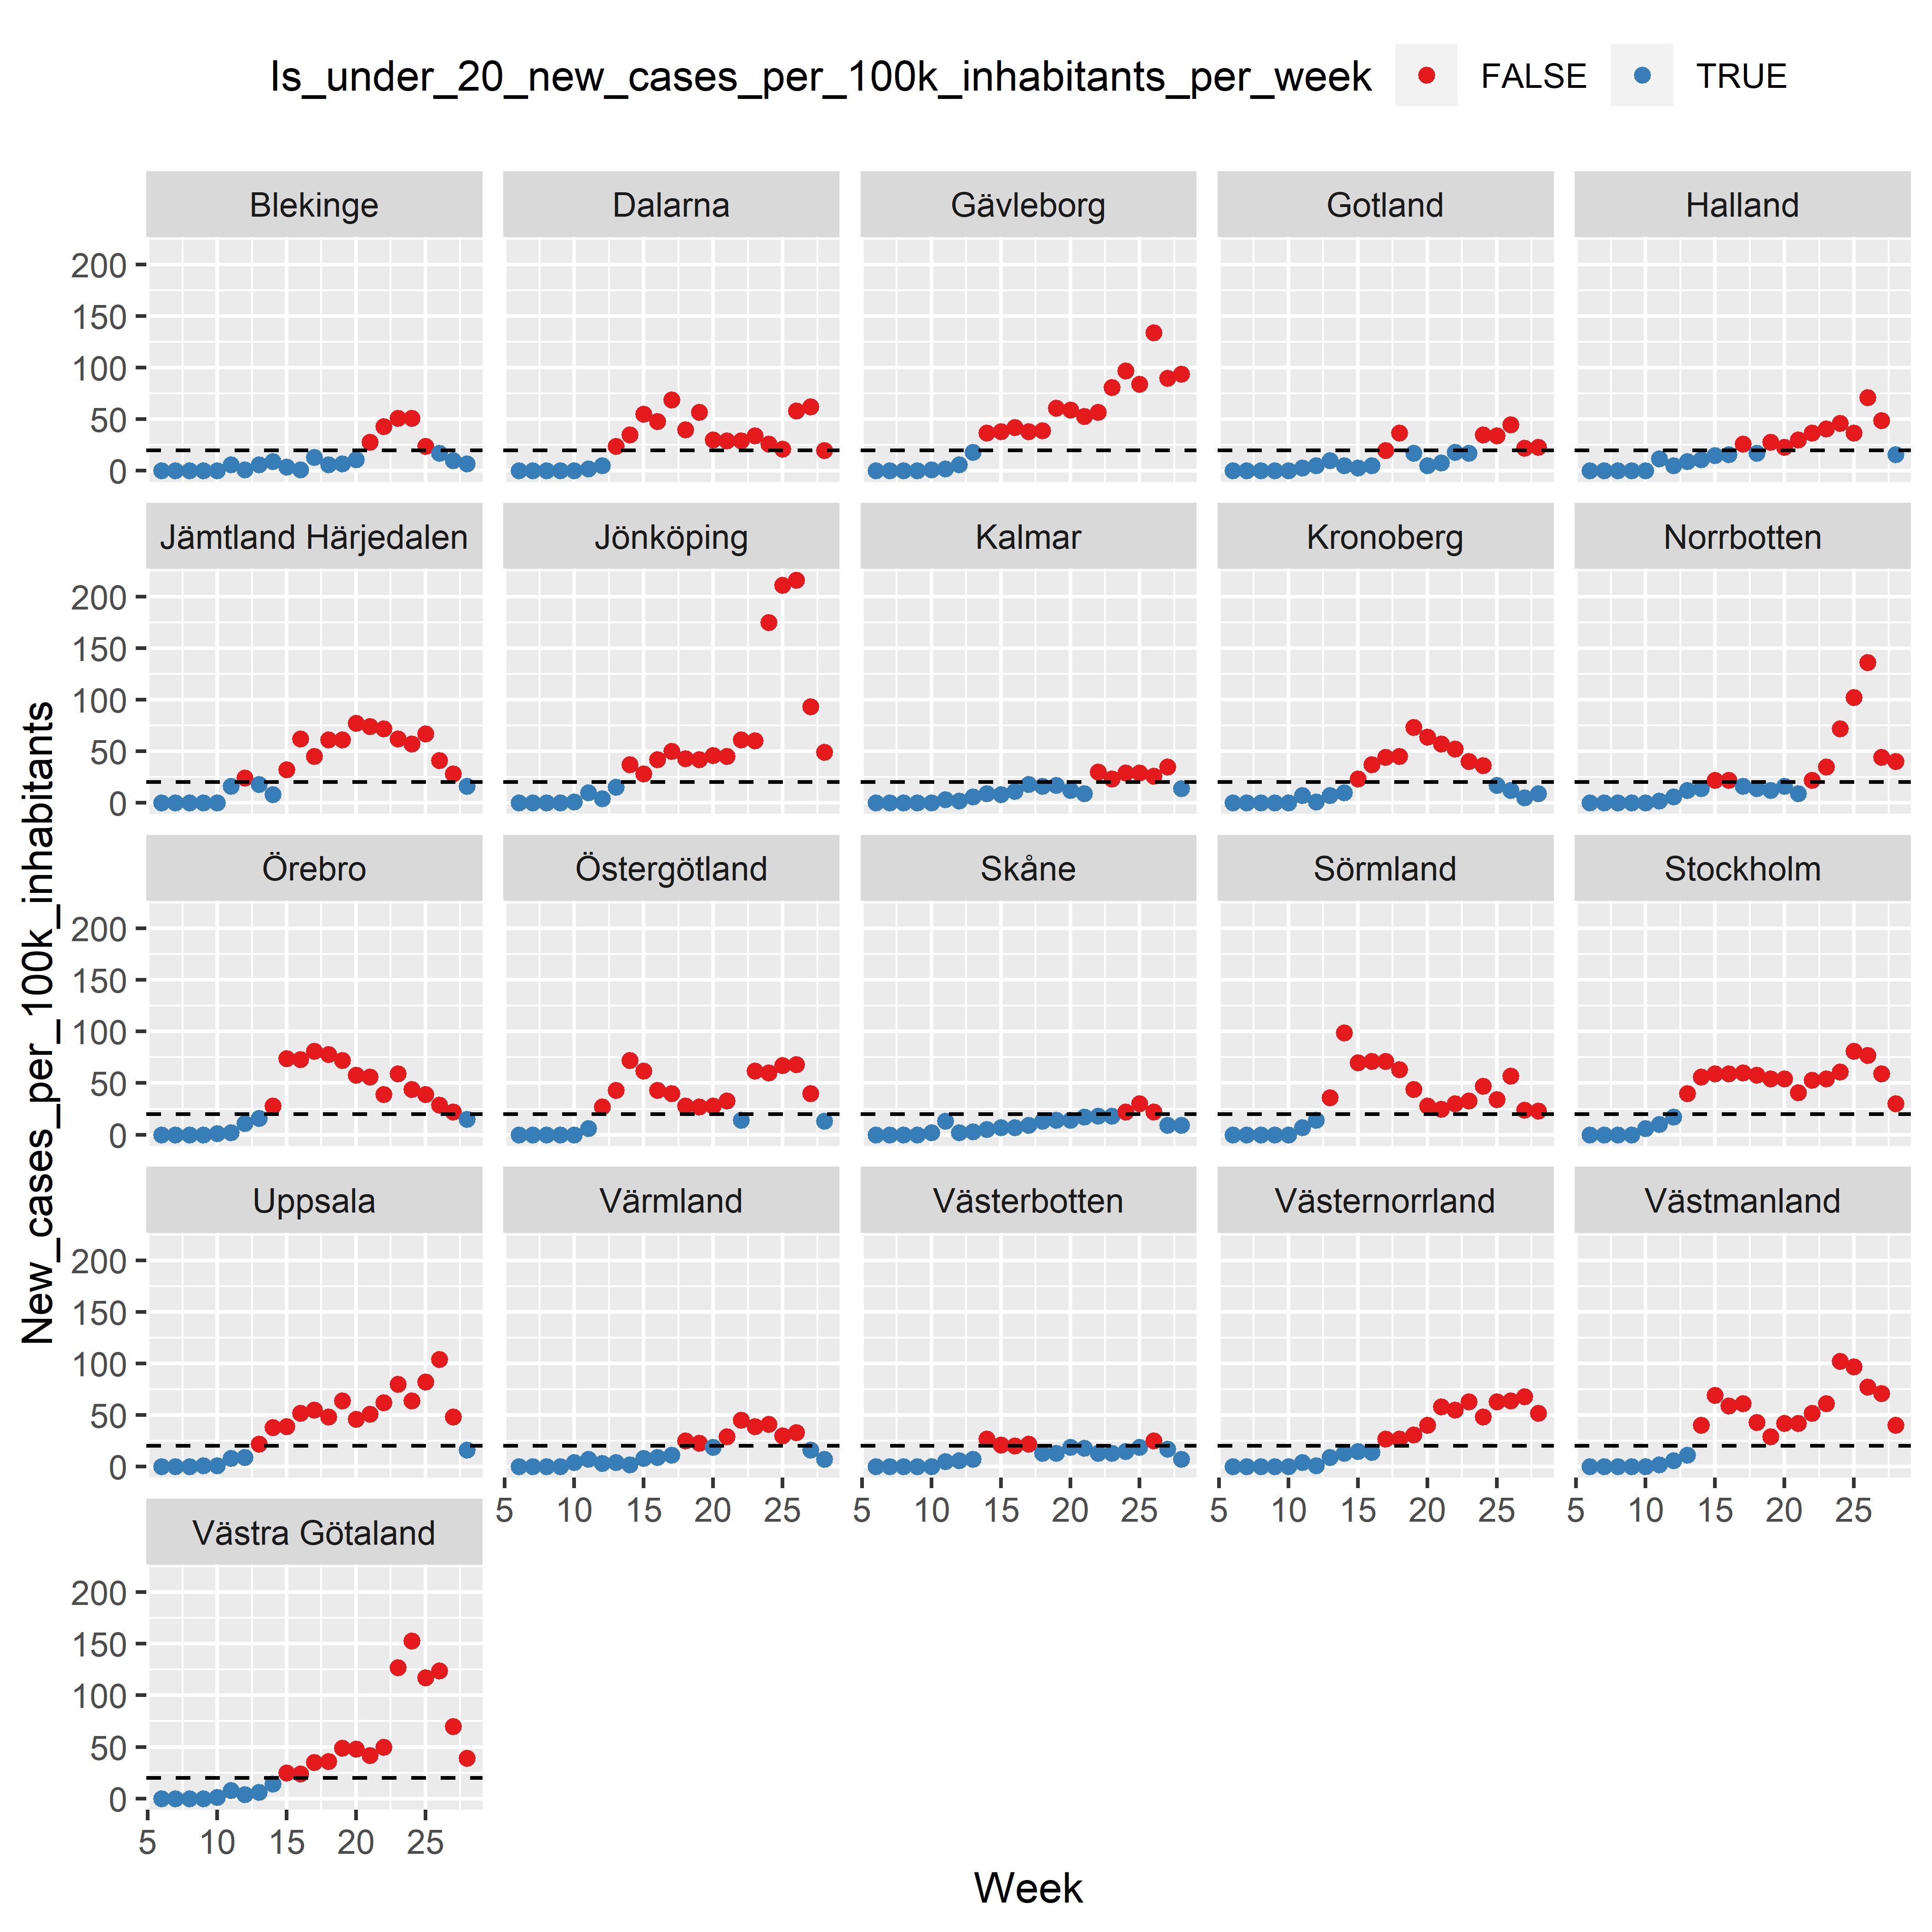 Is_under_20_new_cases_per_100k_inhabitants_per_week FALSE TRUE
Blekinge Dalarna Gävleborg Gotland Halland
200
150
100
50
0
Jämtland Härjedalen Jönköping Kalmar Kronoberg Norrbotten
200
150
100
50
0
Örebro Östergötland Skåne Sörmland Stockholm
200
150
100
50
0
Uppsala Värmland Västerbotten Västernorrland Västmanland
200
150
100
50
0
5 10 15 20 25 5 10 15 20 25 5 10 15 20 25 5 10 15 20 25
Västra Götaland
200
150
100
50
0
5 10 15 20 25
New_cases_per_100k_inhabitants
Week